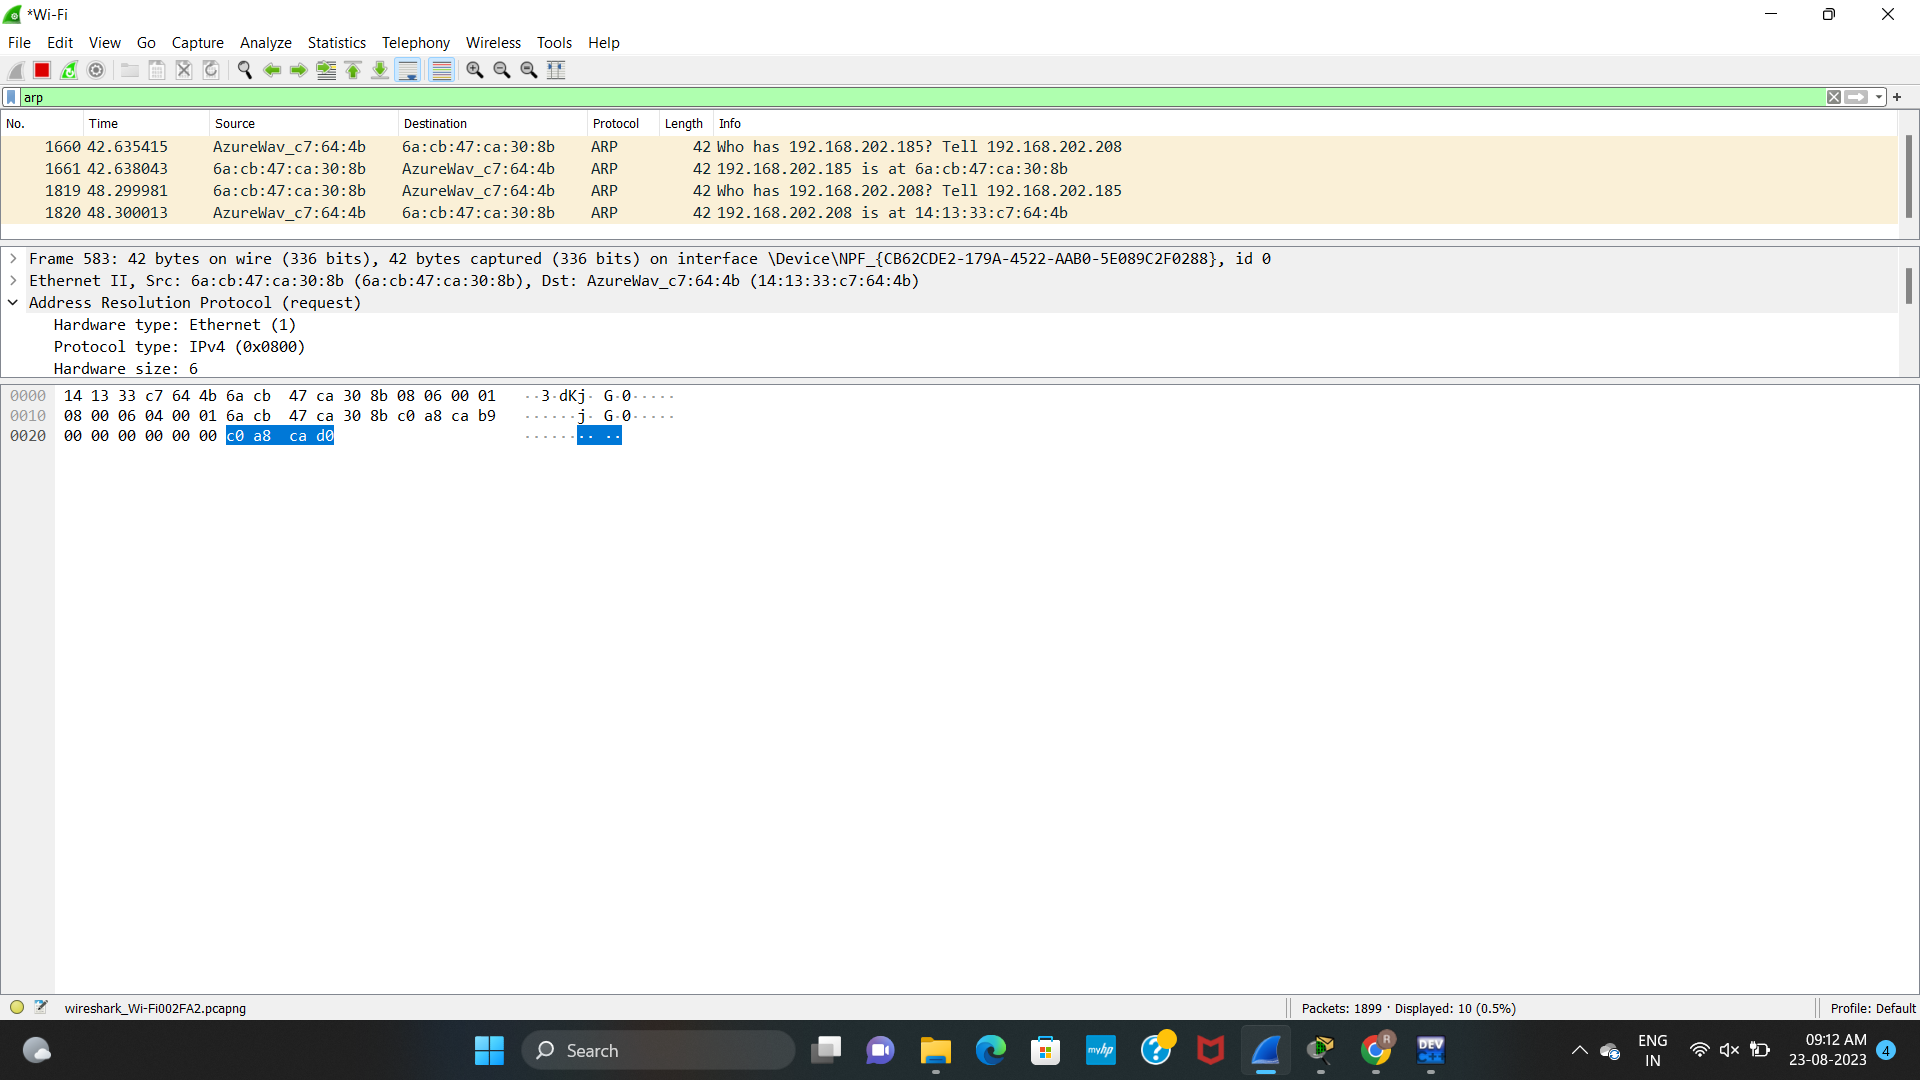 *Wi-Fi
File Edit View Go Capture Analyze Statistics Telephony Wireless Tools Help
arp
No. Time Source Destination Protocol Length Info
1660 42.635415 AzureWav_c7:64:4b 6a:cb:47:ca:30:8b ARP 42 Who has 192.168.202.185? Tell 192.168.202.208
1661 42.638043 6a:cb:47:ca:30:8b AzureWav_c7:64:4b ARP 42 192.168.202.185 is at 6a:cb:47:ca:30:8b
1819 48.299981 6a:cb:47:ca:30:8b AzureWav_c7:64:4b ARP 42 Who has 192.168.202.208? Tell 192.168.202.185
1820 48.300013 AzureWav_c7:64:4b 6a:cb:47:ca:30:8b ARP 42 192.168.202.208 is at 14:13:33:c7:64:4b
Frame 583: 42 bytes on wire (336 bits), 42 bytes captured (336 bits) on interface \Device\NPF_{CB62CDE2-179A-4522-AAB0-5E089C2F0288}, id 0
Ethernet II, Src: 6a:cb:47:ca:30:8b (6a:cb:47:ca:30:8b), Dst: AzureWav_c7:64:4b (14:13:33:c7:64:4b)
Address Resolution Protocol (request)
Hardware type: Ethernet (1)
Protocol type: IPv4 (0x0800)
Hardware size: 6
0000 14 13 33 c7 64 4b 6a cb 47 ca 30 8b 08 06 00 01 ··3·dKj· G·0·····
0010 08 00 06 04 00 01 6a cb 47 ca 30 8b c0 a8 ca b9 ······j· G·0·····
0020 00 00 00 00 00 00 c0 a8 ca d0 ········ ··
wireshark_Wi-Fi002FA2.pcapng Packets: 1899 · Displayed: 10 (0.5%) Profile: Default
Search myhp DEV C++ R ENG IN 09:12 AM 23-08-2023 4